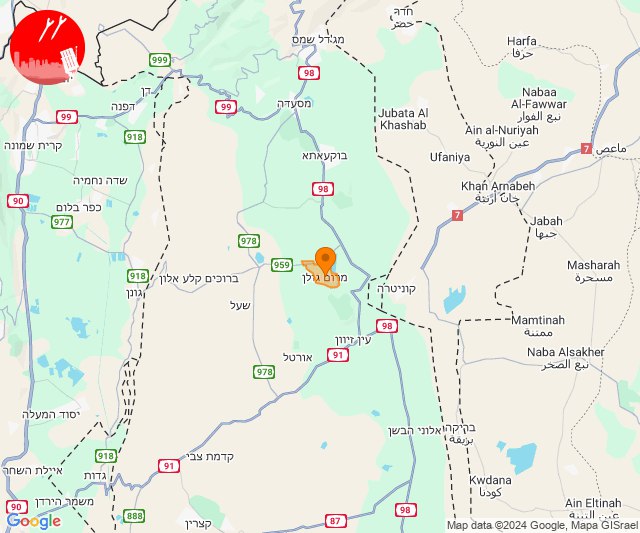 חדר
حضر
Harfa
حرفا
מג'דל שמס
999
98
דן
99
מסעדה
דפנה
99
918
Nabaa
Al-Fawwar
نبع الفوار
Jubata Al
Khashab
Ain al-Nuriyah
عين النورية
ماعص
7
קרית שמונה
בוקעאתא
Ufaniya
שדה נחמיה
98
Khan Arnabeh
خان أرنبة
90
כפר בלום
977
7
Jabah
جبها
978
959
918
גונן
ברוכים קלע אלון
מרום גולן
קוניטרה
Masharah
مسحرة
שעל
98
Mamtinah
ممتنة
עין זיוון
91
אורטל
Naba Alsakher
نبع الصخر
978
יסוד המעלה
אלוני הבשן
בריקה
بريقة
918
קדמת צבי
91
איילת השחר
גדות
Kwdana
كودنا
90
משמר הירדן
98
Ain Eltinah
عين التينة
888
קצרין
87
Google
Map data ©2024 Google, Mapa GISrael